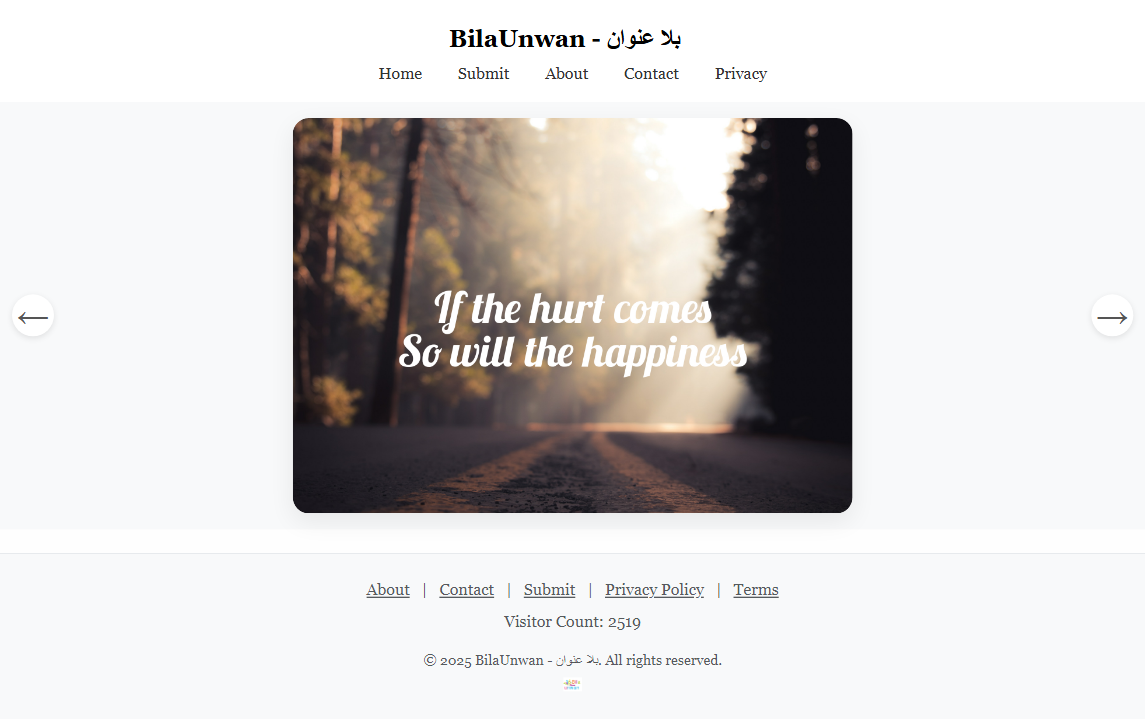 BilaUnwan - بلا عنوان
Home Submit About Contact Privacy
If the hurt comes
So will the happiness
← →
About | Contact | Submit | Privacy Policy | Terms
Visitor Count: 2519
© 2025 BilaUnwan - بلا عنوان. All rights reserved.